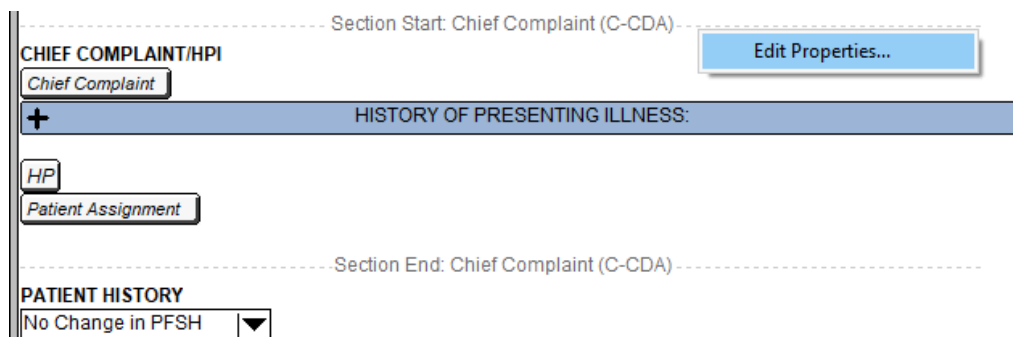 Section Start: Chief Complaint (C-CDA)
Edit Properties...
CHIEF COMPLAINT/HPI
Chief Complaint
HISTORY OF PRESENTING ILLNESS:
HP
Patient Assignment
Section End: Chief Complaint (C-CDA)
PATIENT HISTORY
No Change in PFSH